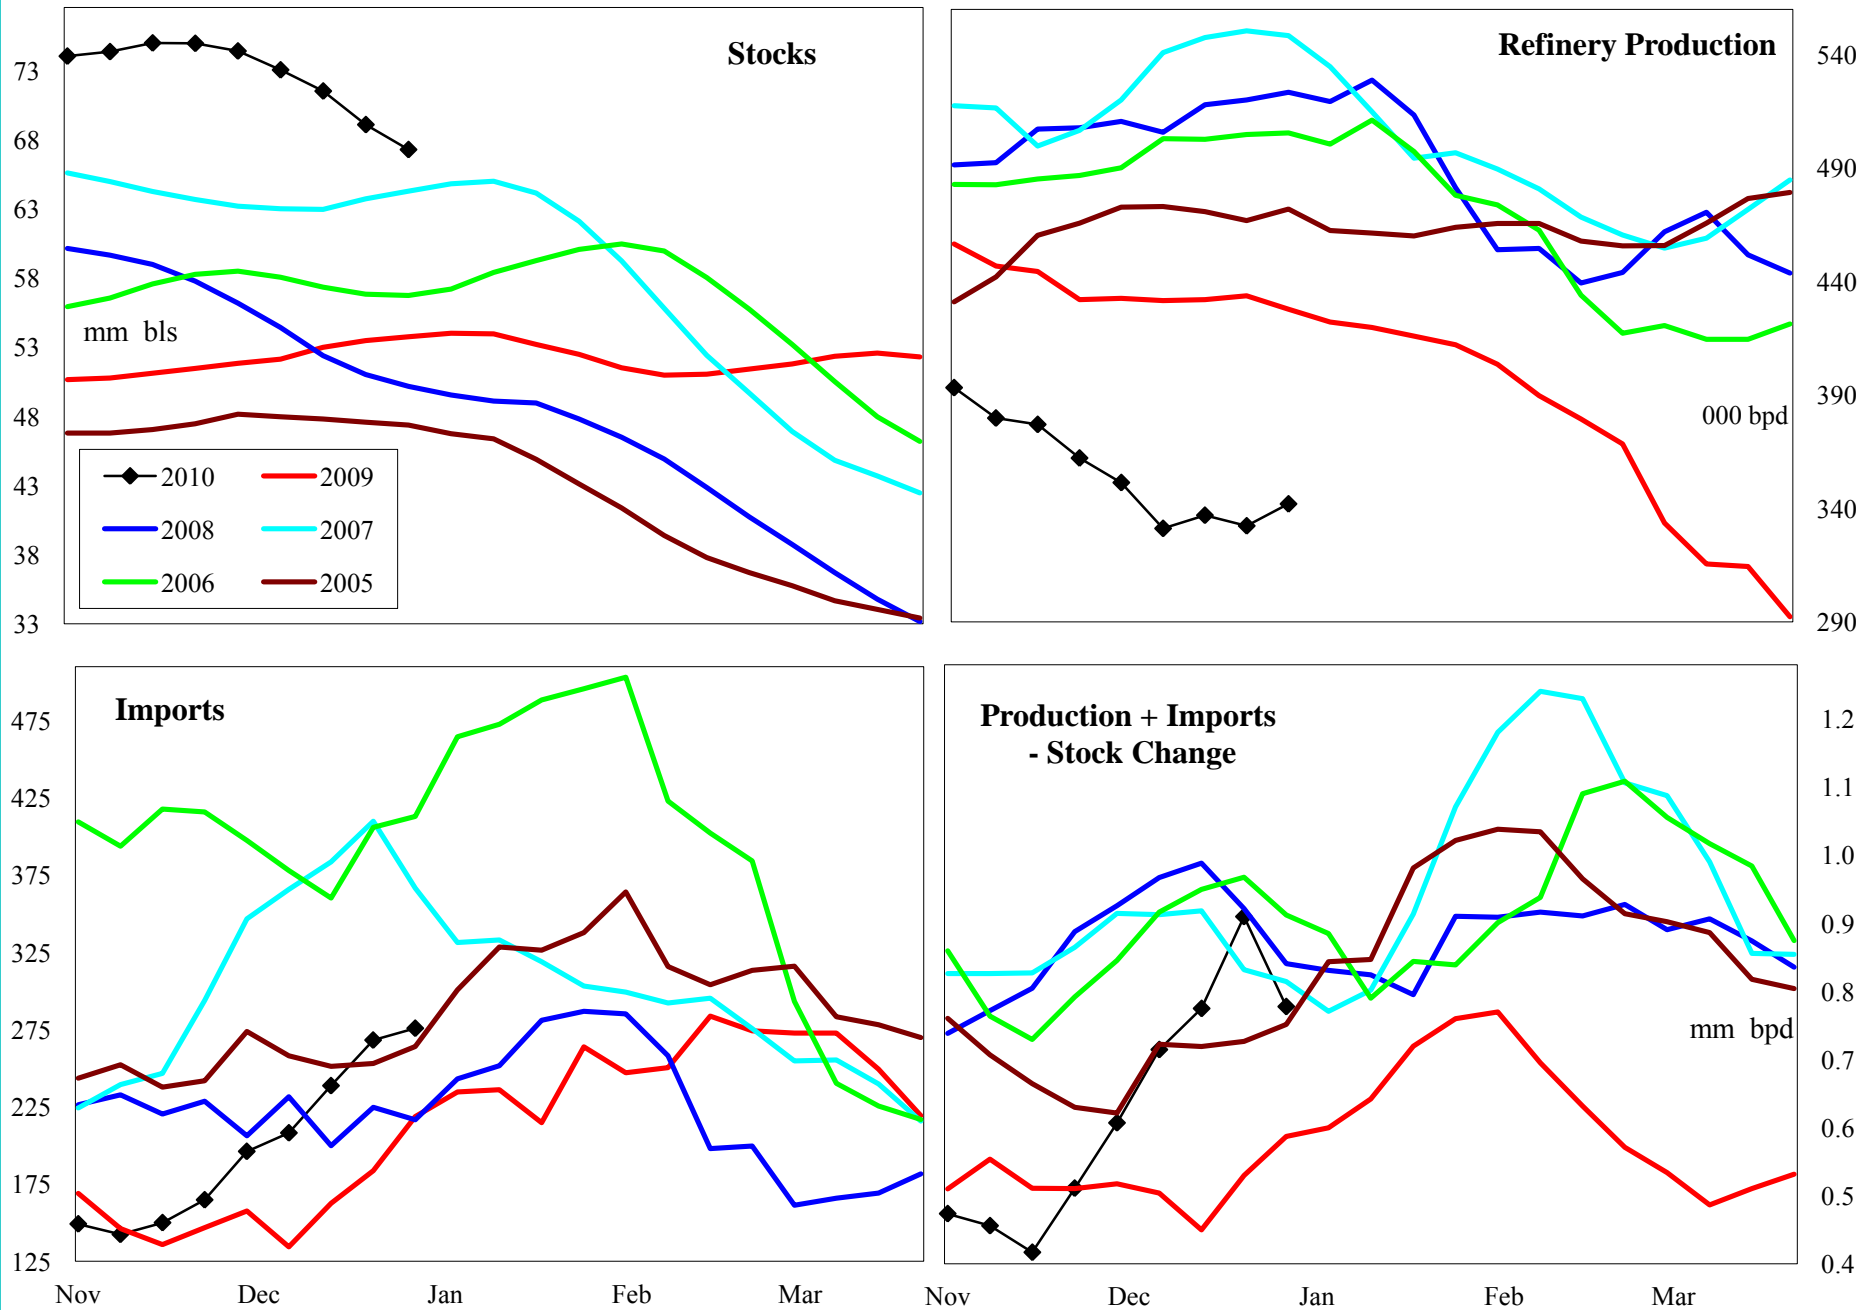 Stocks
73
68
63
58
53
48
43
38
33
mm bls
2010
2009
2008
2007
2006
2005
Refinery Production
540
490
440
390
340
290
000 bpd
Imports
475
425
375
325
275
225
175
125
Nov
Dec
Jan
Feb
Mar
Production + Imports
- Stock Change
1.2
1.1
1.0
0.9
0.8
0.7
0.6
0.5
0.4
mm bpd
Nov
Dec
Jan
Feb
Mar